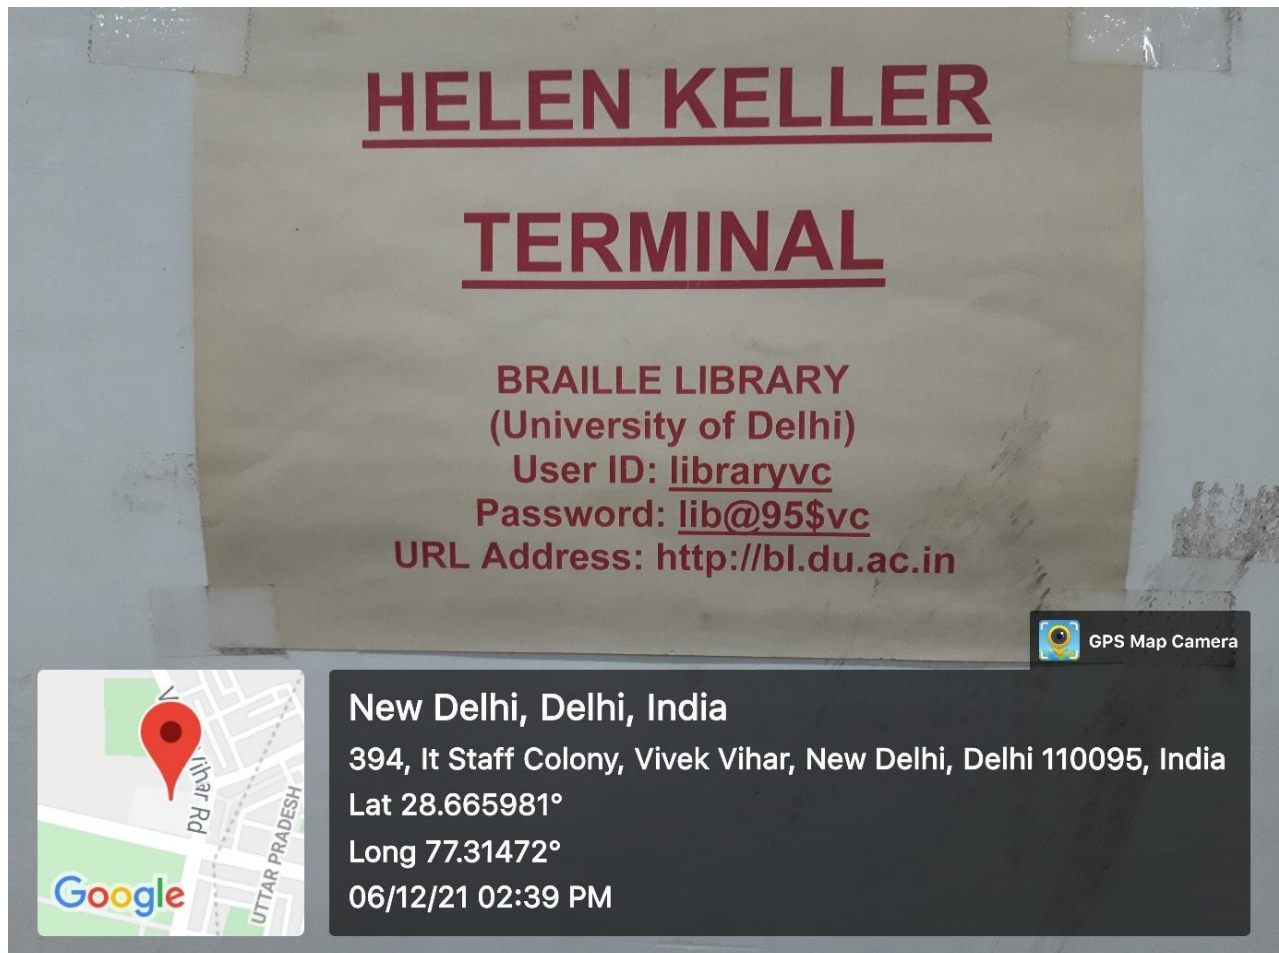 HELEN KELLER
TERMINAL
BRAILLE LIBRARY
(University of Delhi)
User ID: libraryvc
Password: lib@95$vc
URL Address: http://bl.du.ac.in
GPS Map Camera
V
Vihar Rd
UTTAR PRADESH
Google
New Delhi, Delhi, India
394, It Staff Colony, Vivek Vihar, New Delhi, Delhi 110095, India
Lat 28.665981°
Long 77.31472°
06/12/21 02:39 PM